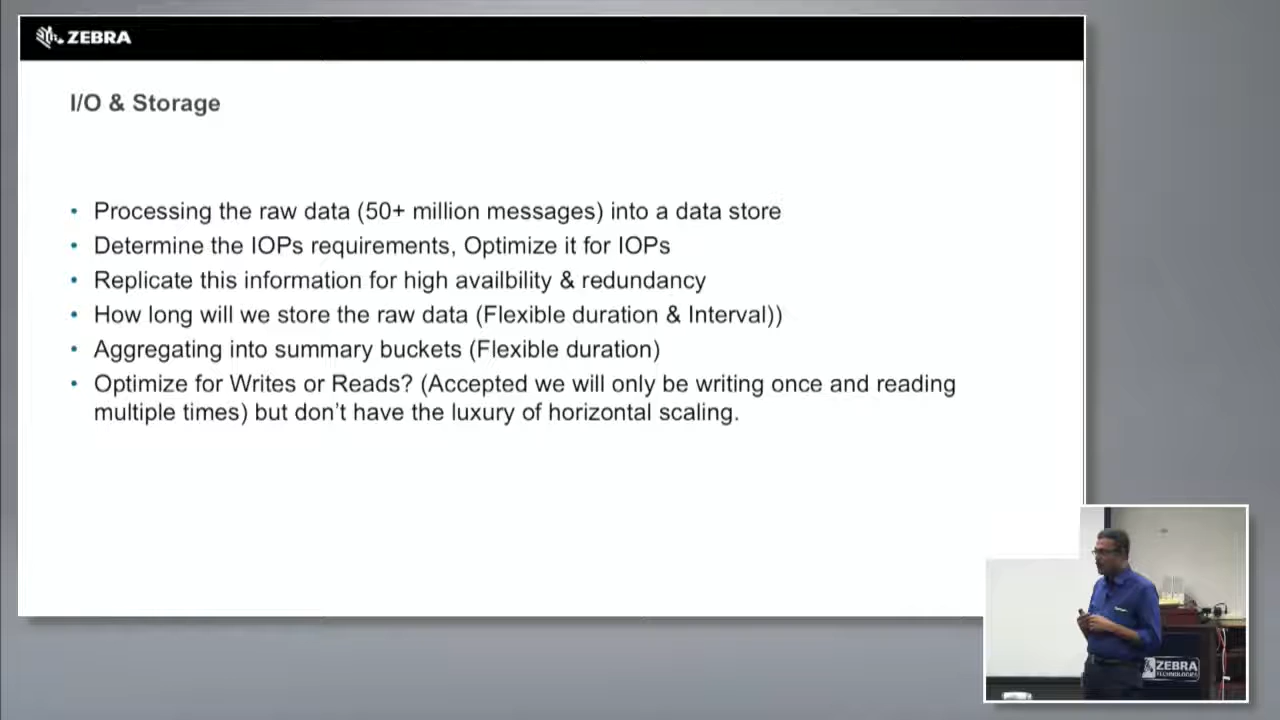 ZEBRA
I/O & Storage
• Processing the raw data (50+ million messages) into a data store
• Determine the IOPs requirements, Optimize it for IOPs
• Replicate this information for high availbility & redundancy
• How long will we store the raw data (Flexible duration & Interval))
• Aggregating into summary buckets (Flexible duration)
• Optimize for Writes or Reads? (Accepted we will only be writing once and reading
multiple times) but don’t have the luxury of horizontal scaling.
ZEBRA
TECHNOLOGIES